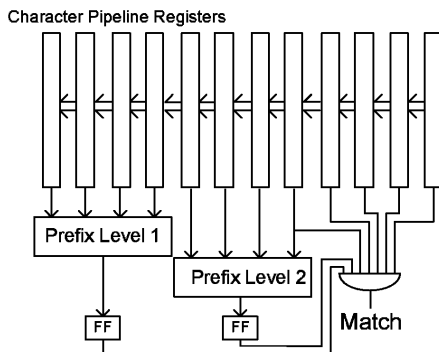 Character Pipeline Registers
Prefix Level 1
Prefix Level 2
FF
FF
Match